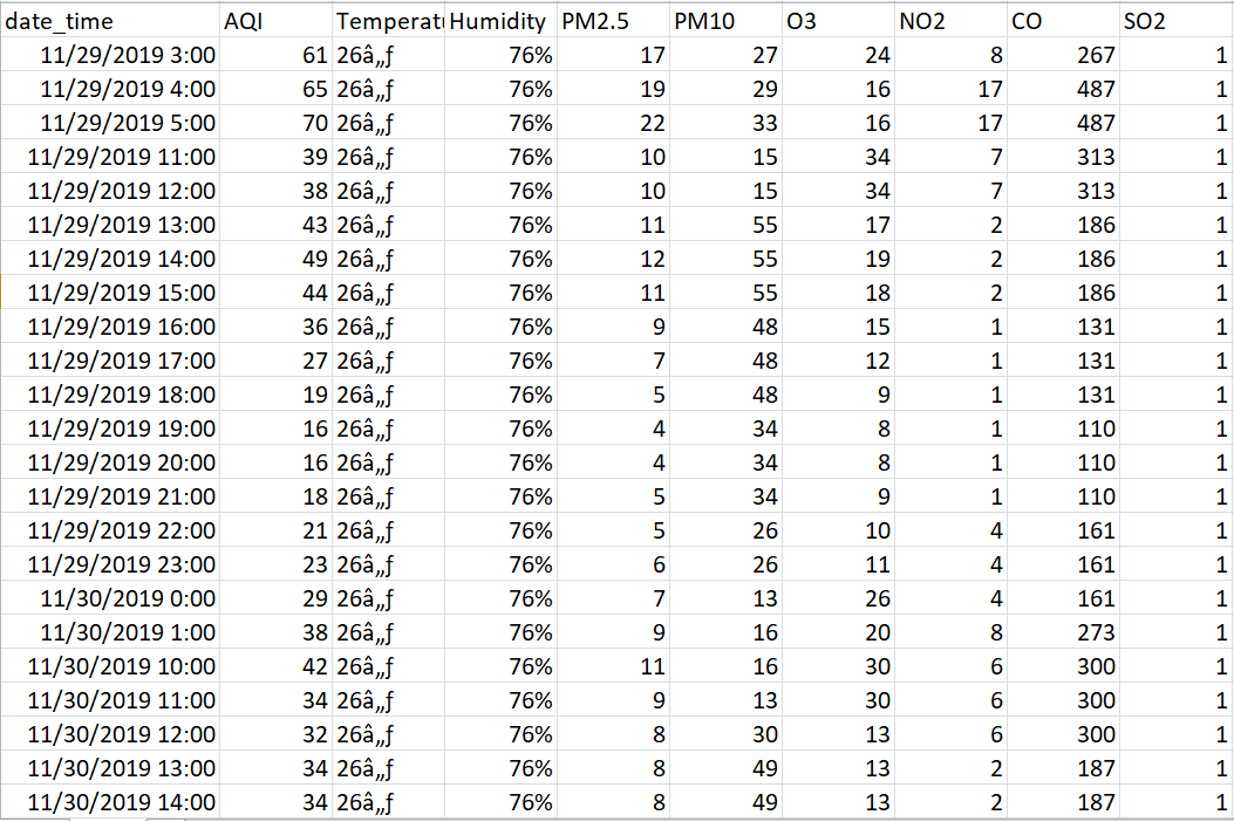 date_time AQI Temperatu Humidity PM2.5 PM10 O3 NO2 CO SO2
11/29/2019 3:00 61 26â„ƒ 76% 17 27 24 8 267 1
11/29/2019 4:00 65 26â„ƒ 76% 19 29 16 17 487 1
11/29/2019 5:00 70 26â„ƒ 76% 22 33 16 17 487 1
11/29/2019 11:00 39 26â„ƒ 76% 10 15 34 7 313 1
11/29/2019 12:00 38 26â„ƒ 76% 10 15 34 7 313 1
11/29/2019 13:00 43 26â„ƒ 76% 11 55 17 2 186 1
11/29/2019 14:00 49 26â„ƒ 76% 12 55 19 2 186 1
11/29/2019 15:00 44 26â„ƒ 76% 11 55 18 2 186 1
11/29/2019 16:00 36 26â„ƒ 76% 9 48 15 1 131 1
11/29/2019 17:00 27 26â„ƒ 76% 7 48 12 1 131 1
11/29/2019 18:00 19 26â„ƒ 76% 5 48 9 1 131 1
11/29/2019 19:00 16 26â„ƒ 76% 4 34 8 1 110 1
11/29/2019 20:00 16 26â„ƒ 76% 4 34 8 1 110 1
11/29/2019 21:00 18 26â„ƒ 76% 5 34 9 1 110 1
11/29/2019 22:00 21 26â„ƒ 76% 5 26 10 4 161 1
11/29/2019 23:00 23 26â„ƒ 76% 6 26 11 4 161 1
11/30/2019 0:00 29 26â„ƒ 76% 7 13 26 4 161 1
11/30/2019 1:00 38 26â„ƒ 76% 9 16 20 8 273 1
11/30/2019 10:00 42 26â„ƒ 76% 11 16 30 6 300 1
11/30/2019 11:00 34 26â„ƒ 76% 9 13 30 6 300 1
11/30/2019 12:00 32 26â„ƒ 76% 8 30 13 6 300 1
11/30/2019 13:00 34 26â„ƒ 76% 8 49 13 2 187 1
11/30/2019 14:00 34 26â„ƒ 76% 8 49 13 2 187 1